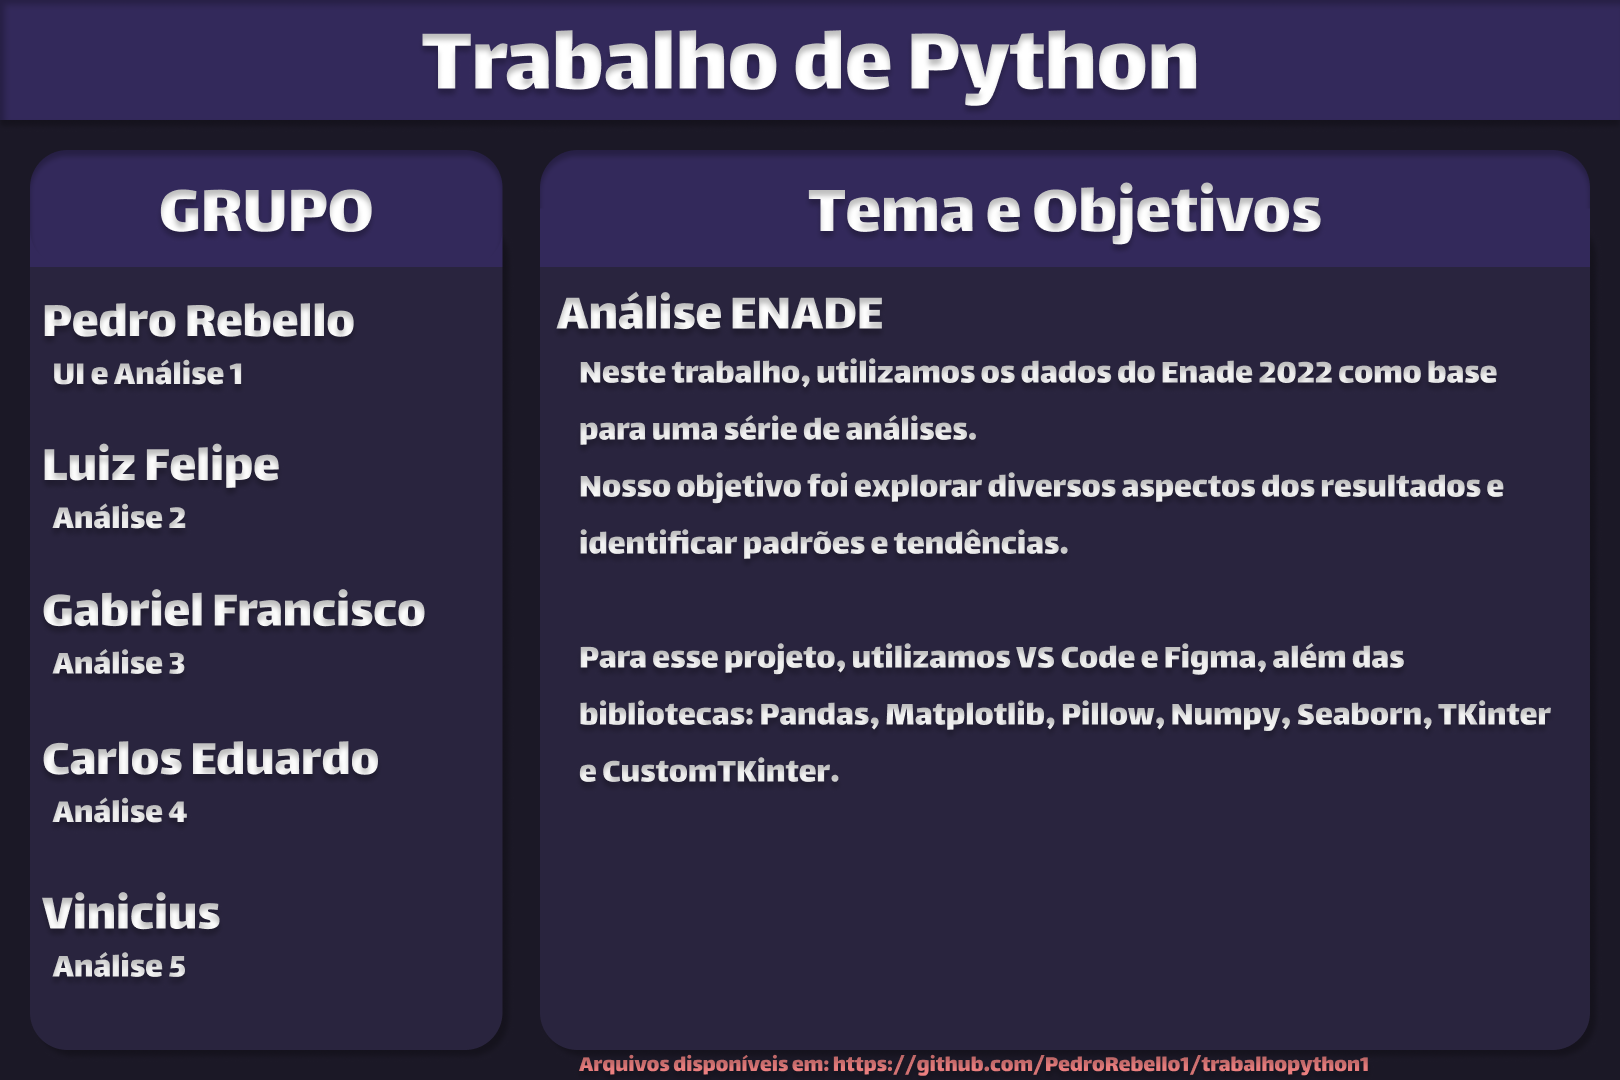 Trabalho de Python
GRUPO
Pedro Rebello
UI e Análise 1
Luiz Felipe
Análise 2
Gabriel Francisco
Análise 3
Carlos Eduardo
Análise 4
Vinicius
Análise 5
Tema e Objetivos
Análise ENADE
Neste trabalho, utilizamos os dados do Enade 2022 como base
para uma série de análises.
Nosso objetivo foi explorar diversos aspectos dos resultados e
identificar padrões e tendências.
Para esse projeto, utilizamos VS Code e Figma, além das
bibliotecas: Pandas, Matplotlib, Pillow, Numpy, Seaborn, TKinter
e CustomTKinter.
Arquivos disponíveis em: https://github.com/PedroRebello1/trabalhopython1